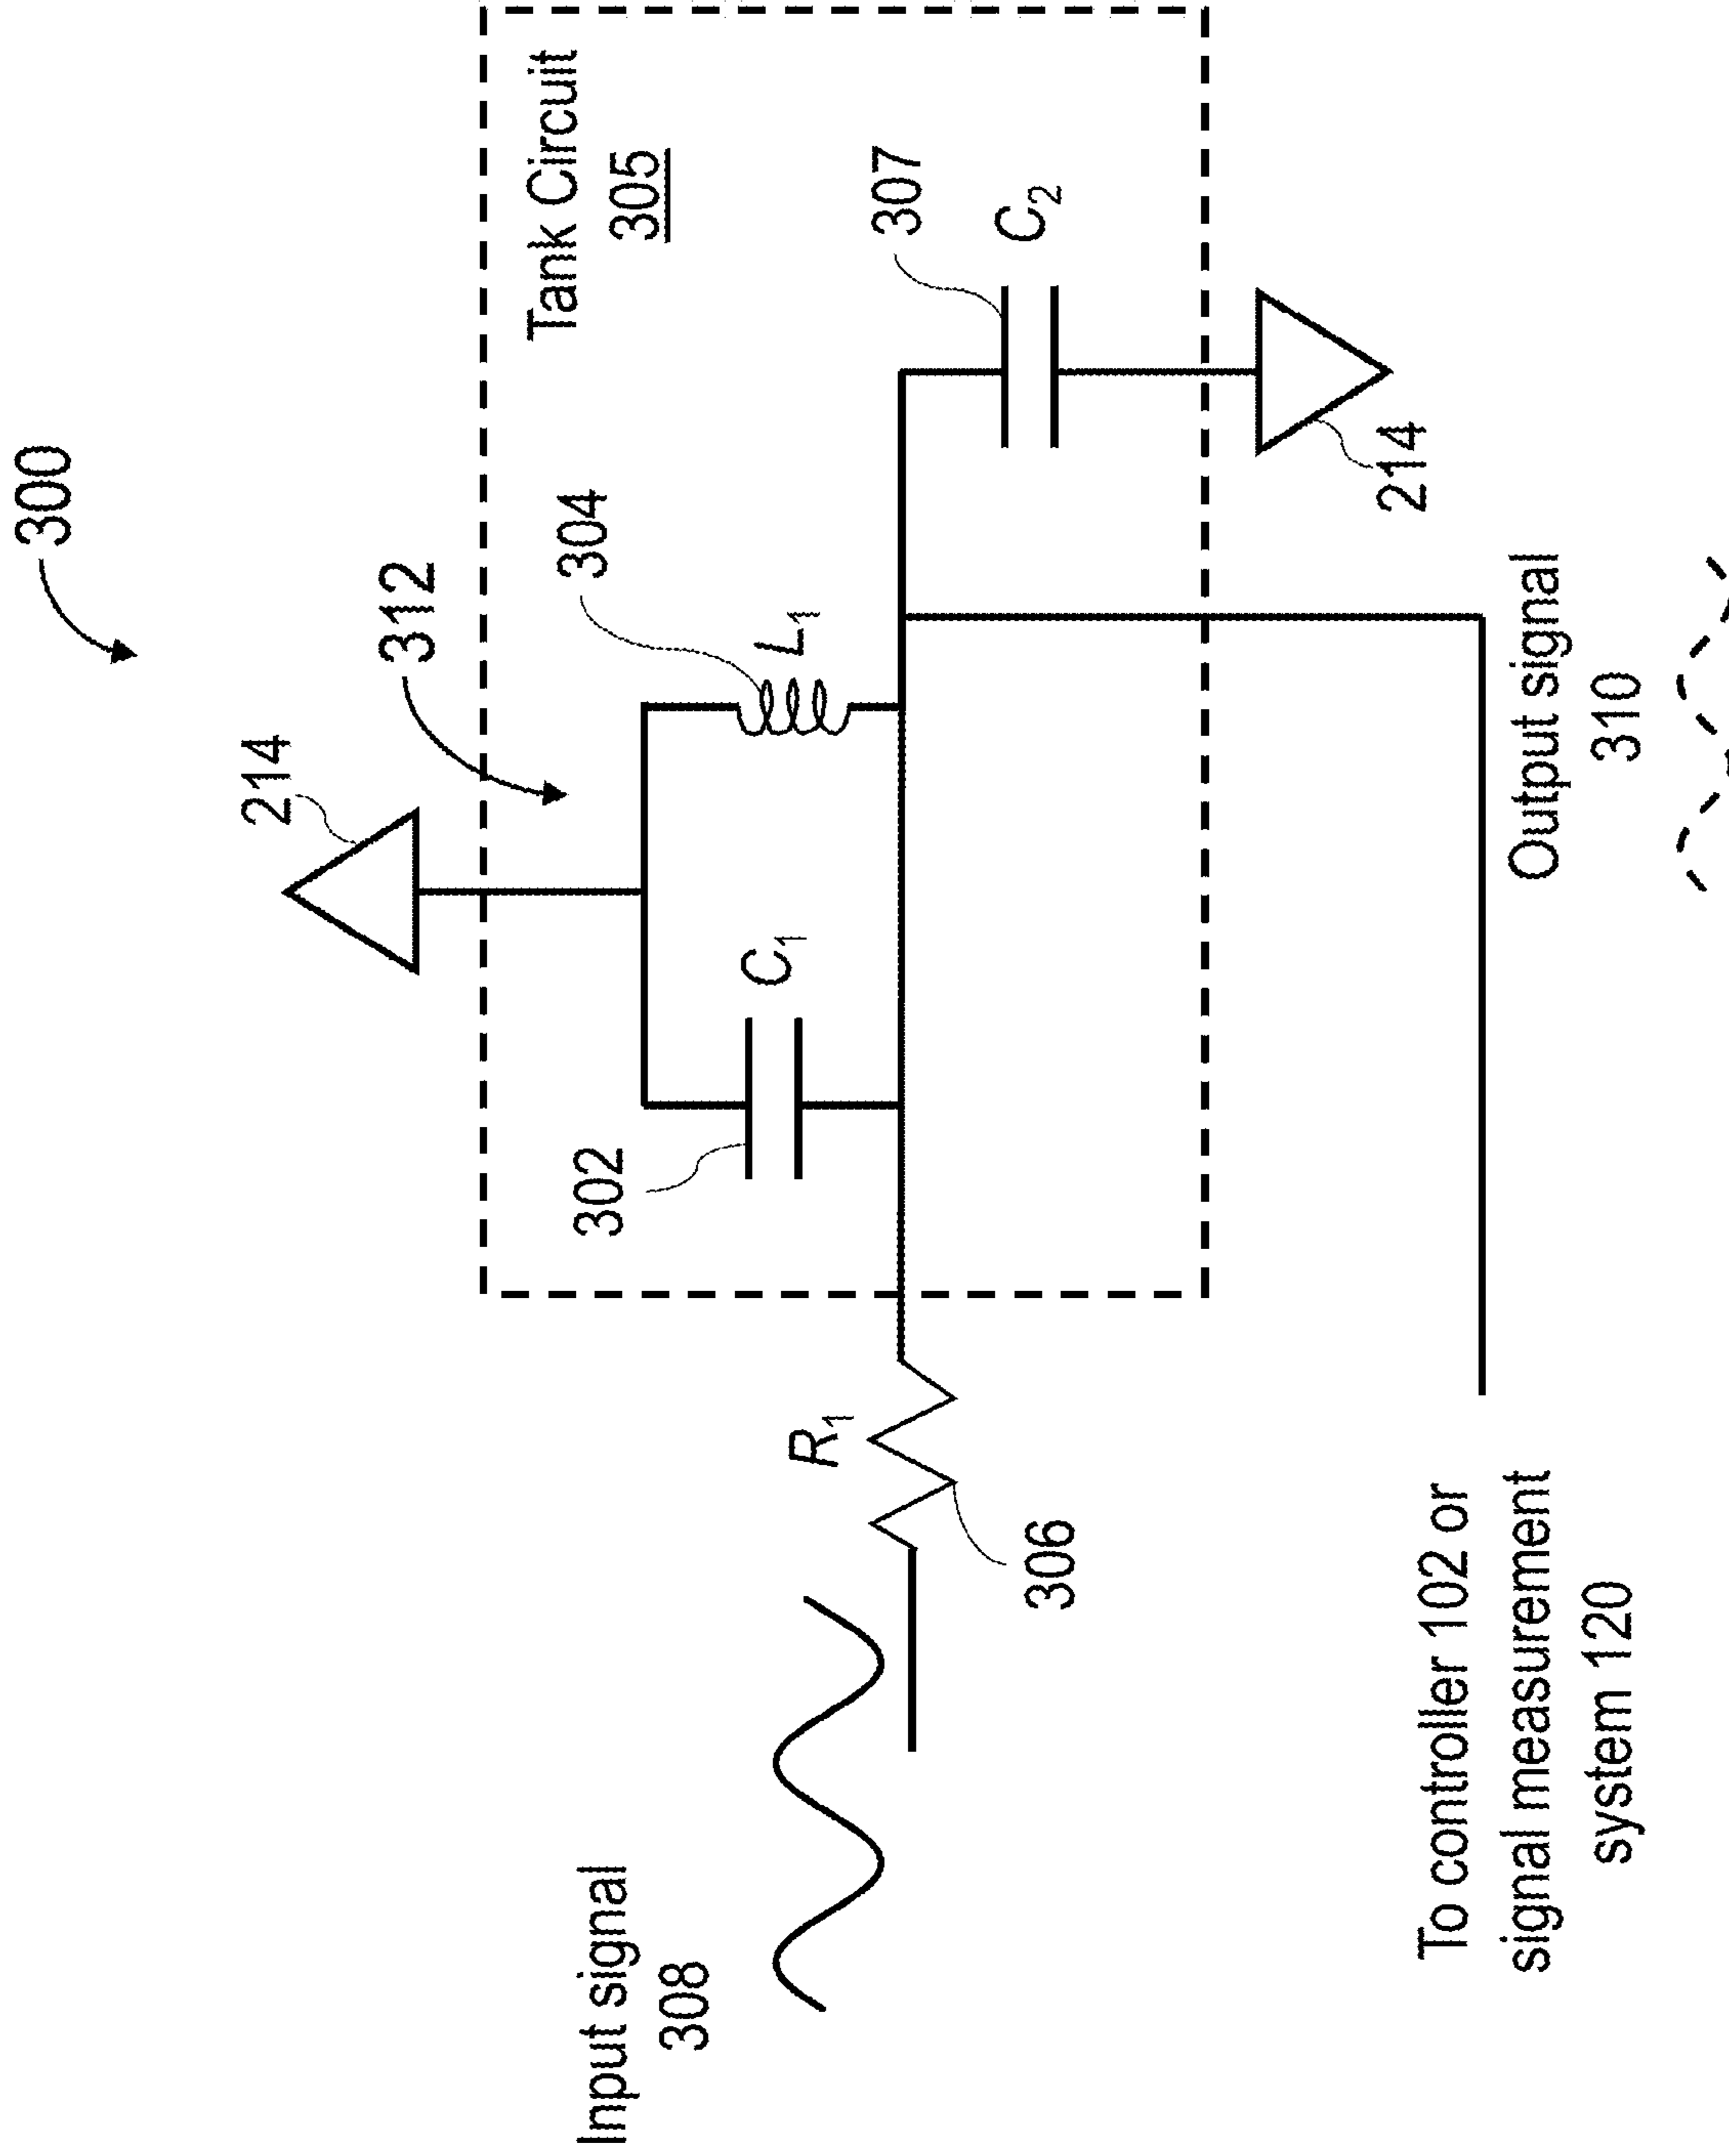 300
214
312
Tank Circuit
305
304
L1
302
C1
307
C2
Input signal
308
R1
306
214
Output signal
310
To controller 102 or
signal measurement
system 120